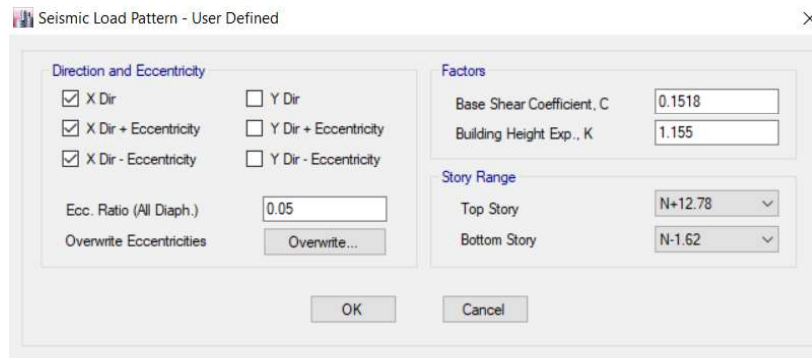 Seismic Load Pattern - User Defined
Direction and Eccentricity
X Dir
Y Dir
X Dir + Eccentricity
Y Dir + Eccentricity
X Dir - Eccentricity
Y Dir - Eccentricity
Ecc. Ratio (All Diaph.)
0.05
Overwrite Eccentricities
Overwrite...
Factors
Base Shear Coefficient, C
0.1518
Building Height Exp., K
1.155
Story Range
Top Story
N+12.78
Bottom Story
N-1.62
OK
Cancel